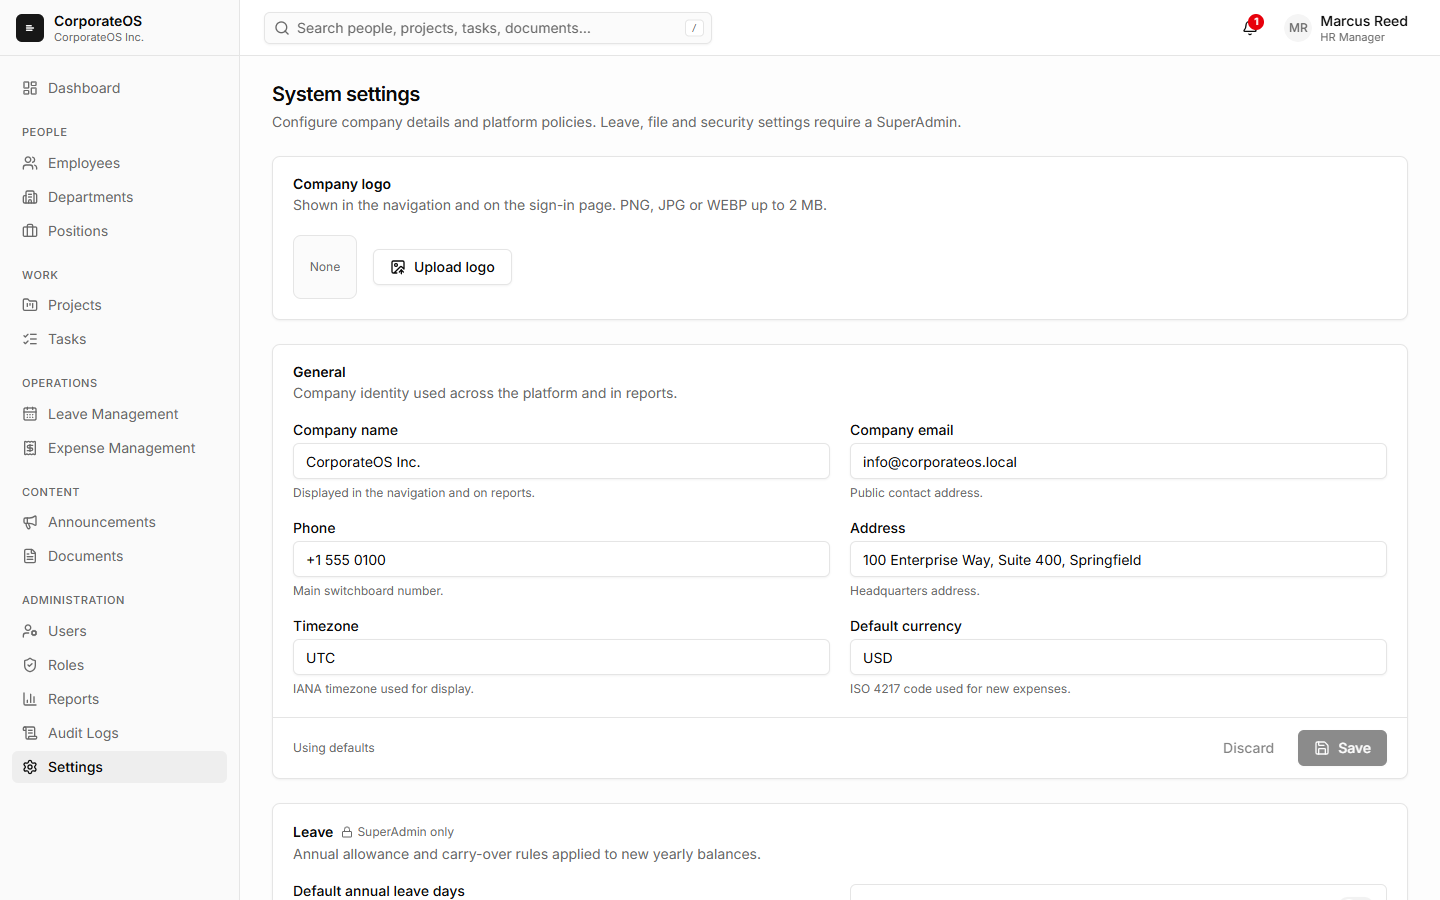 CorporateOS
CorporateOS Inc.
Search people, projects, tasks, documents...
/
1
MR
Marcus Reed
HR Manager
Dashboard
PEOPLE
Employees
Departments
Positions
WORK
Projects
Tasks
OPERATIONS
Leave Management
Expense Management
CONTENT
Announcements
Documents
ADMINISTRATION
Users
Roles
Reports
Audit Logs
Settings
System settings
Configure company details and platform policies. Leave, file and security settings require a SuperAdmin.
Company logo
Shown in the navigation and on the sign-in page. PNG, JPG or WEBP up to 2 MB.
None
Upload logo
General
Company identity used across the platform and in reports.
Company name
CorporateOS Inc.
Displayed in the navigation and on reports.
Company email
info@corporateos.local
Public contact address.
Phone
+1 555 0100
Main switchboard number.
Address
100 Enterprise Way, Suite 400, Springfield
Headquarters address.
Timezone
UTC
IANA timezone used for display.
Default currency
USD
ISO 4217 code used for new expenses.
Using defaults
Discard
Save
Leave
SuperAdmin only
Annual allowance and carry-over rules applied to new yearly balances.
Default annual leave days